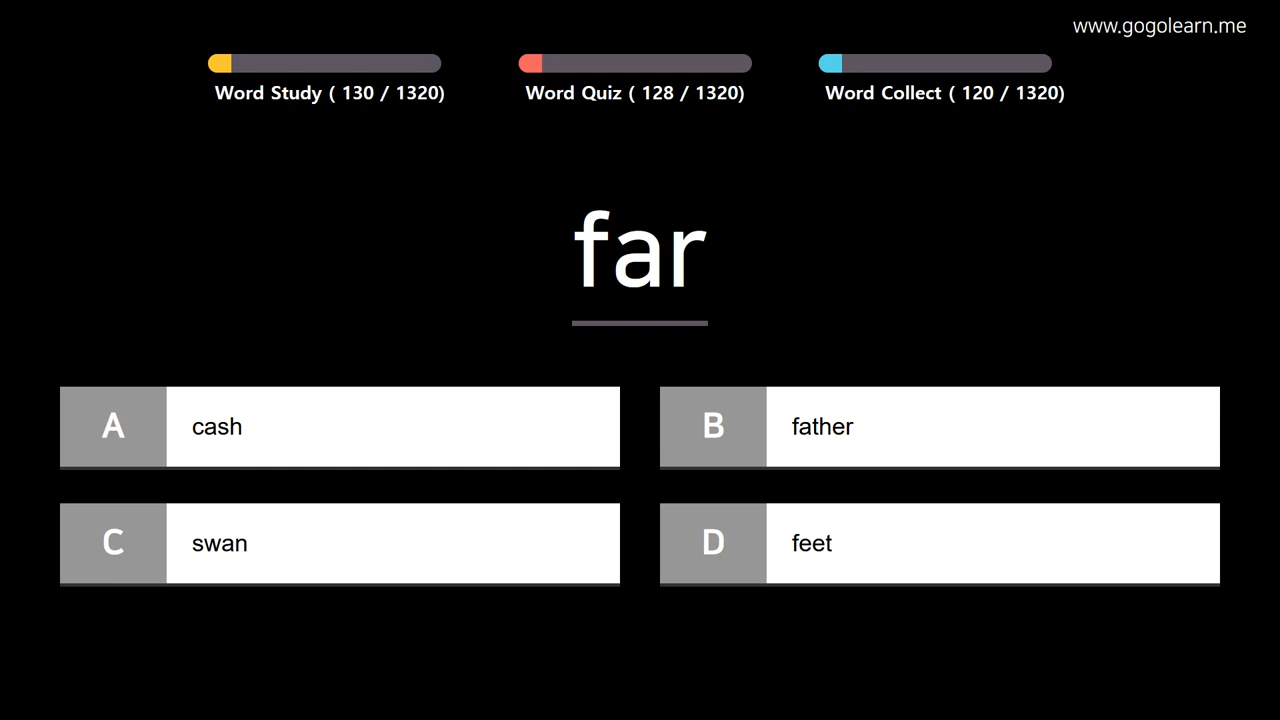 www.gogolearn.me
Word Study ( 130 / 1320)
Word Quiz ( 128 / 1320)
Word Collect ( 120 / 1320)
far
A cash
B father
C swan
D feet